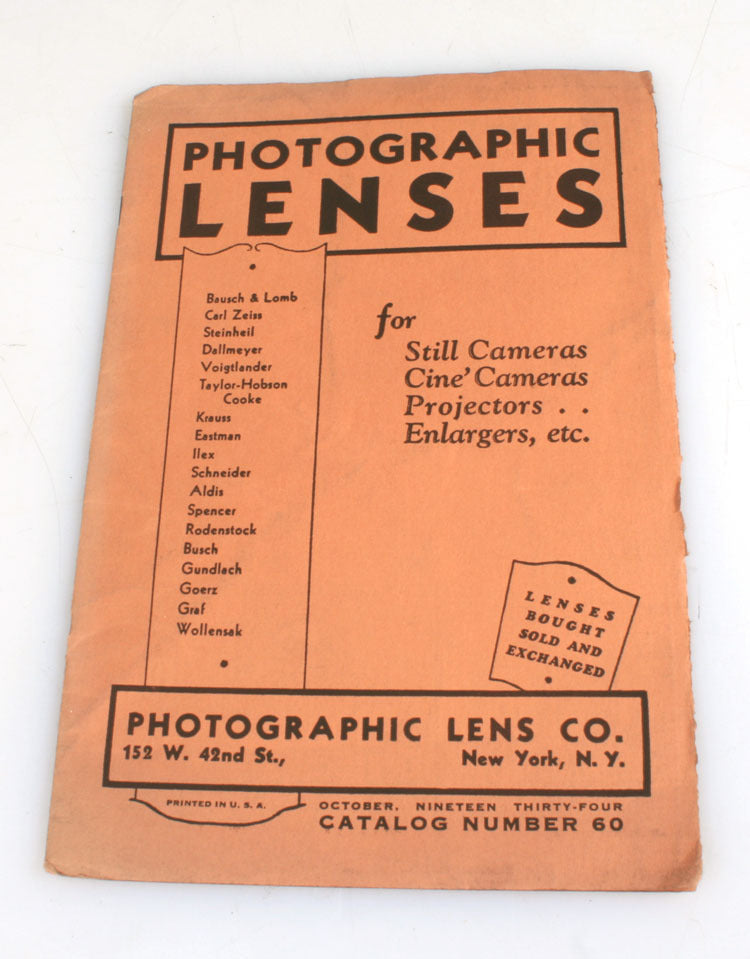 PHOTOGRAPHIC
LENSES
Bausch & Lomb
Carl Zeiss
Steinheil
Dallmeyer
Voigtlander
Taylor-Hobson
Cooke
Krauss
Eastman
Ilex
Schneider
Aldis
Spencer
Rodenstock
Busch
Gundlach
Goerz
Graf
Wollensak
for
Still Cameras
Cine' Cameras
Projectors . .
Enlargers, etc.
LENSES
BOUGHT
SOLD AND
EXCHANGED
PHOTOGRAPHIC LENS CO.
152 W. 42nd St., New York, N. Y.
PRINTED IN U. S. A.
OCTOBER, NINETEEN THIRTY-FOUR
CATALOG NUMBER 60